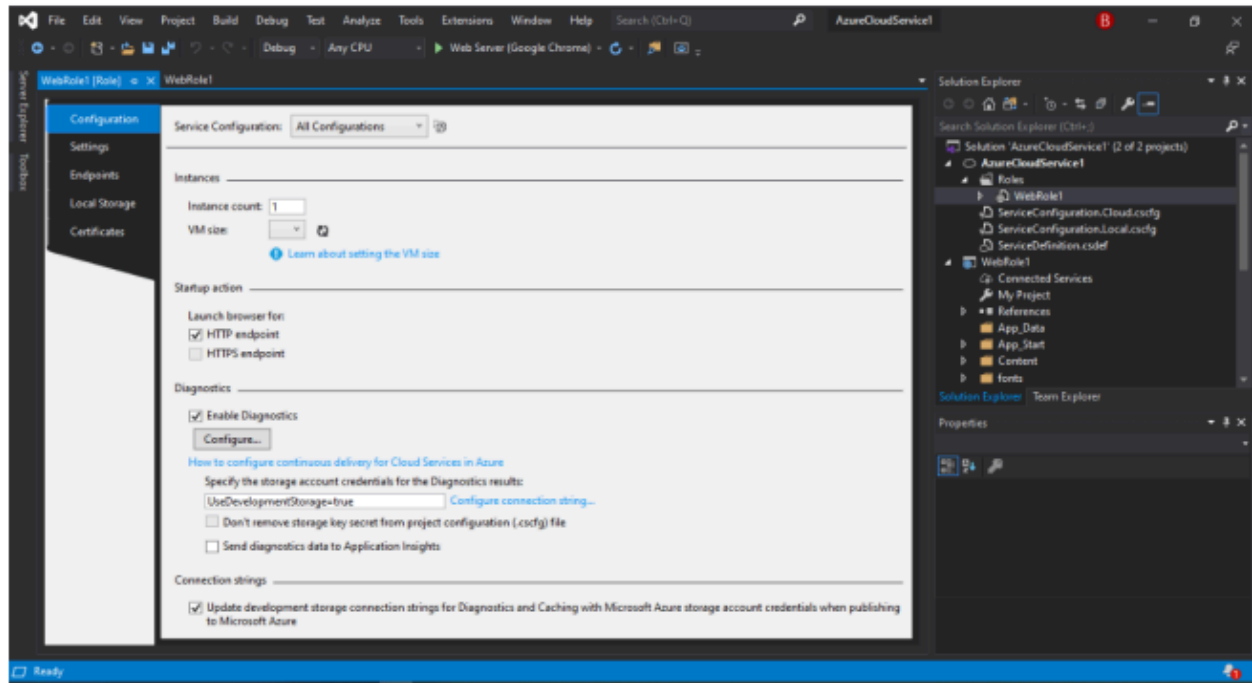 File Edit View Project Build Debug Test Analyze Tools Extensions Window Help Search (Ctrl+Q) AzureCloudService1 B
Debug Any CPU Web Server (Google Chrome)
Server Explorer
Toolbox
WebRole1 [Role] WebRole1
Configuration
Settings
Endpoints
Local Storage
Certificates
Service Configuration: All Configurations
Instances
Instance count: 1
VM size:
Learn about setting the VM size
Startup action
Launch browser for:
HTTP endpoint
HTTPS endpoint
Diagnostics
Enable Diagnostics
Configure...
How to configure continuous delivery for Cloud Services in Azure
Specify the storage account credentials for the Diagnostics results:
UseDevelopmentStorage=true Configure connection string...
Don't remove storage key secret from project configuration (.cscfg) file
Send diagnostics data to Application Insights
Connection strings
Update development storage connection strings for Diagnostics and Caching with Microsoft Azure storage account credentials when publishing
to Microsoft Azure
Solution Explorer
Search Solution Explorer (Ctrl+;)
Solution 'AzureCloudService1' (2 of 2 projects)
AzureCloudService1
Roles
WebRole1
ServiceConfiguration.Cloud.cscfg
ServiceConfiguration.Local.cscfg
ServiceDefinition.csdef
WebRole1
Connected Services
My Project
References
App_Data
App_Start
Content
fonts
Solution Explorer Team Explorer
Properties
Ready 1